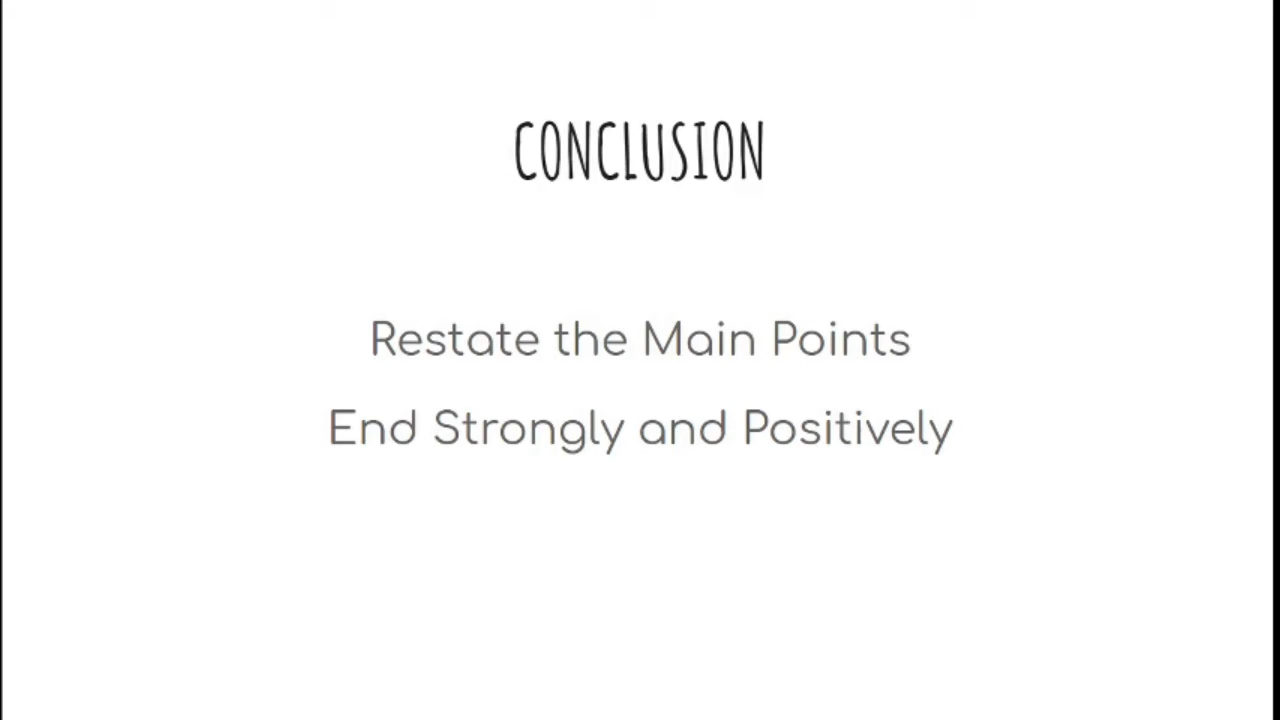 CONCLUSION
Restate the Main Points
End Strongly and Positively